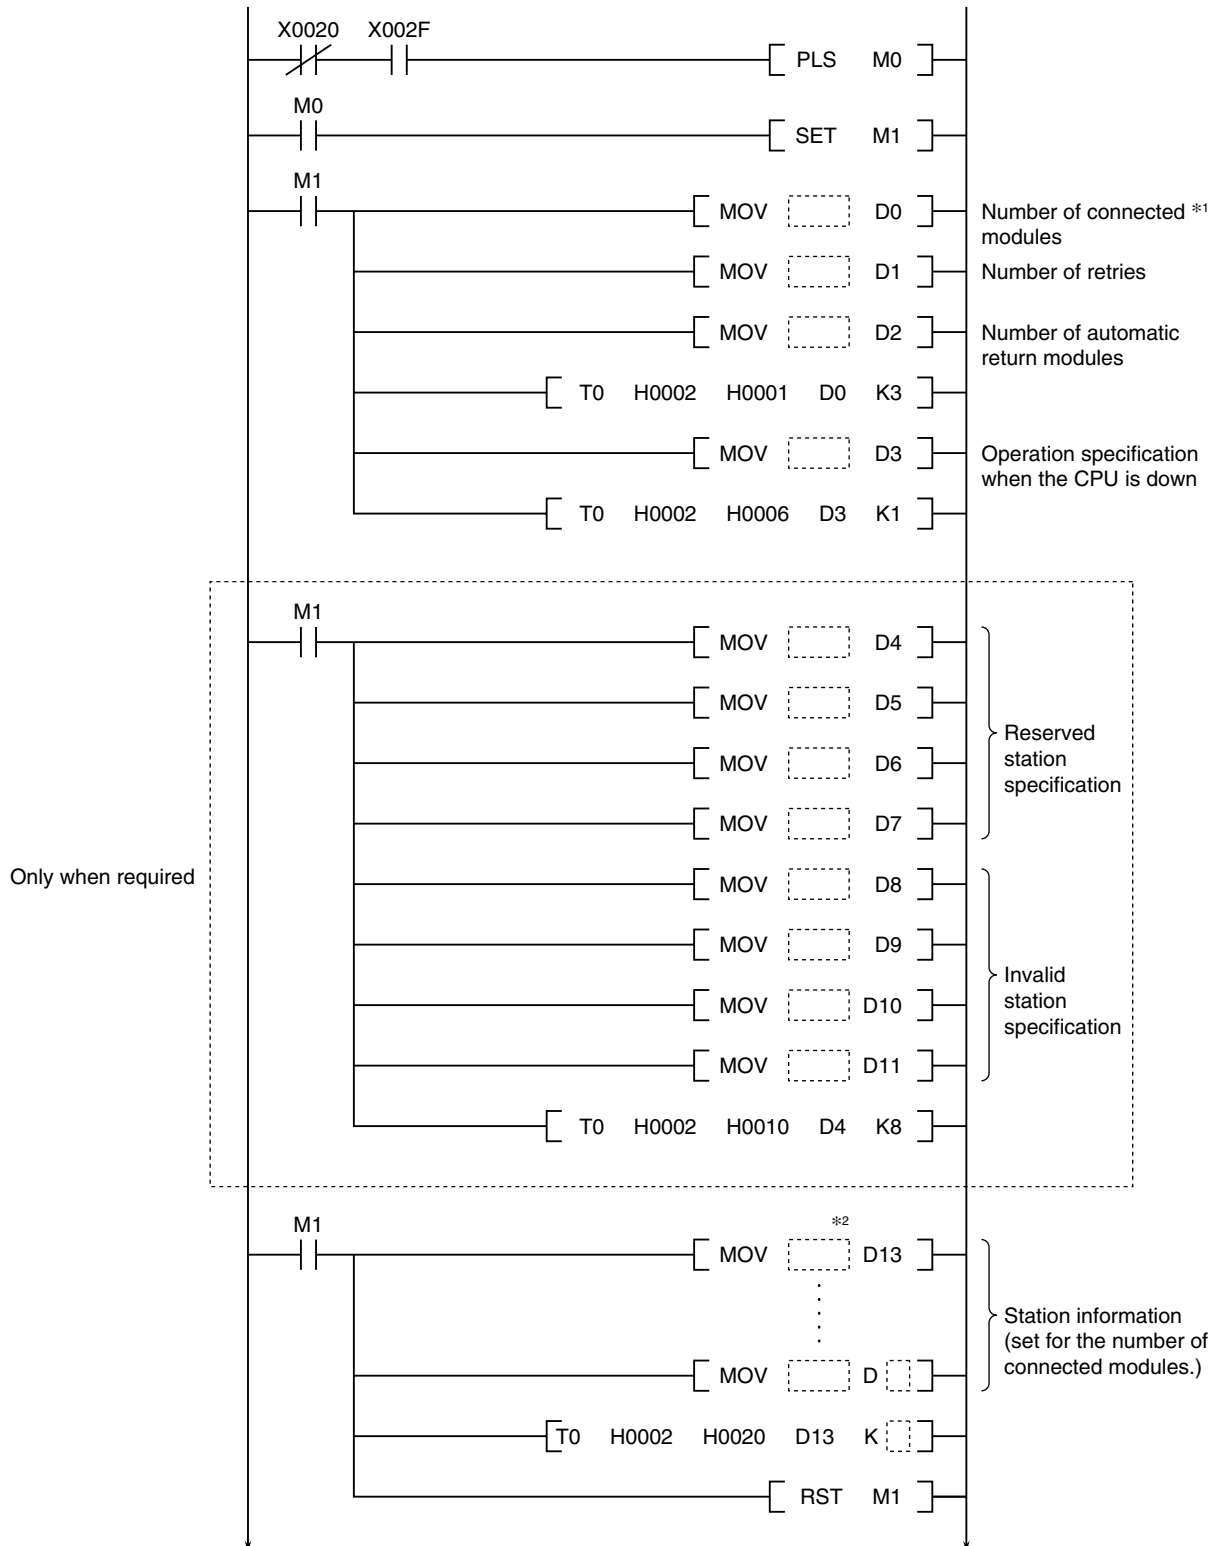 X0020 X002F
PLS M0
M0
SET M1
M1
MOV D0 Number of connected *1
modules
MOV D1 Number of retries
MOV D2 Number of automatic
return modules
T0 H0002 H0001 D0 K3
MOV D3 Operation specification
when the CPU is down
T0 H0002 H0006 D3 K1
Only when required
M1
MOV D4
MOV D5
MOV D6
MOV D7
Reserved
station
specification
MOV D8
MOV D9
MOV D10
MOV D11
Invalid
station
specification
T0 H0002 H0010 D4 K8
M1
*2
MOV D13
MOV D
Station information
(set for the number of
connected modules.)
T0 H0002 H0020 D13 K
RST M1